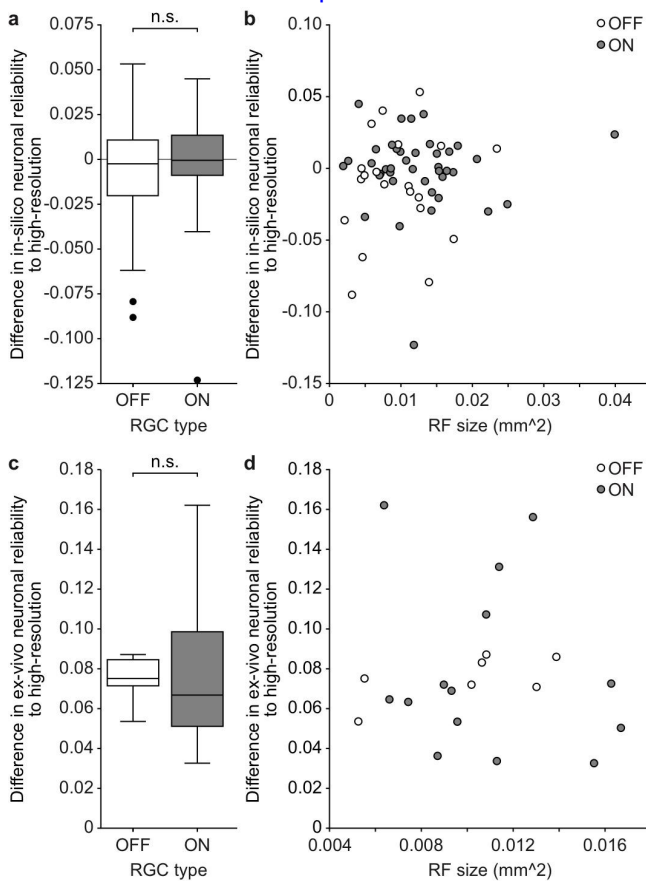 a
n.s.
Difference in in-silico neuronal reliability
to high-resolution
0.075
0.050
0.025
0
-0.025
-0.050
-0.075
-0.100
-0.125
OFF ON
RGC type
b
OFF
ON
Difference in in-silico neuronal reliability
to high-resolution
0.10
0.05
0
-0.05
-0.10
-0.15
0 0.01 0.02 0.03 0.04
RF size (mm^2)
c
n.s.
Difference in ex-vivo neuronal reliability
to high-resolution
0.18
0.16
0.14
0.12
0.10
0.08
0.06
0.04
0.02
0
OFF ON
RGC type
d
OFF
ON
Difference in ex-vivo neuronal reliability
to high-resolution
0.18
0.16
0.14
0.12
0.10
0.08
0.06
0.04
0.02
0
0.004 0.008 0.012 0.016
RF size (mm^2)